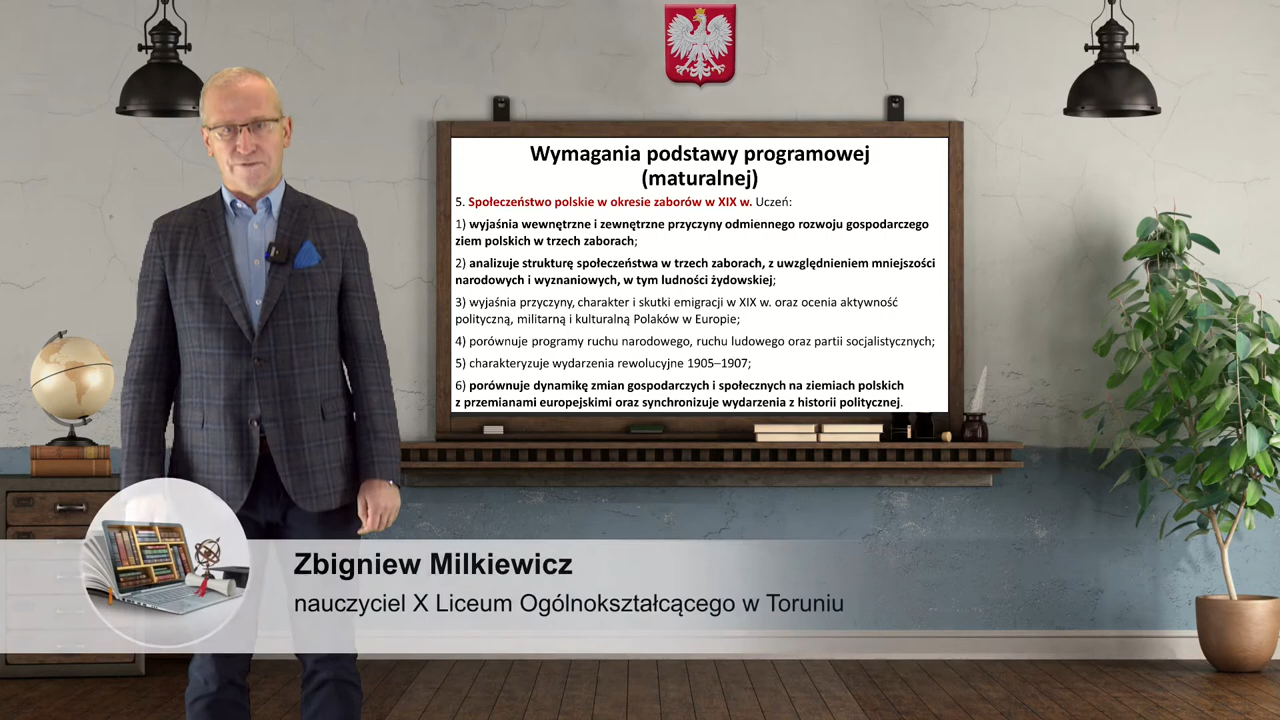 Wymagania podstawy programowej
(maturalnej)
5. Społeczeństwo polskie w okresie zaborów w XIX w. Uczeń:
1) wyjaśnia wewnętrzne i zewnętrzne przyczyny odmiennego rozwoju gospodarczego
ziem polskich w trzech zaborach;
2) analizuje strukturę społeczeństwa w trzech zaborach, z uwzględnieniem mniejszości
narodowych i wyznaniowych, w tym ludności żydowskiej;
3) wyjaśnia przyczyny, charakter i skutki emigracji w XIX w. oraz ocenia aktywność
polityczną, militarną i kulturalną Polaków w Europie;
4) porównuje programy ruchu narodowego, ruchu ludowego oraz partii socjalistycznych;
5) charakteryzuje wydarzenia rewolucyjne 1905–1907;
6) porównuje dynamikę zmian gospodarczych i społecznych na ziemiach polskich
z przemianami europejskimi oraz synchronizuje wydarzenia z historii politycznej.
Zbigniew Milkiewicz
nauczyciel X Liceum Ogólnokształcącego w Toruniu